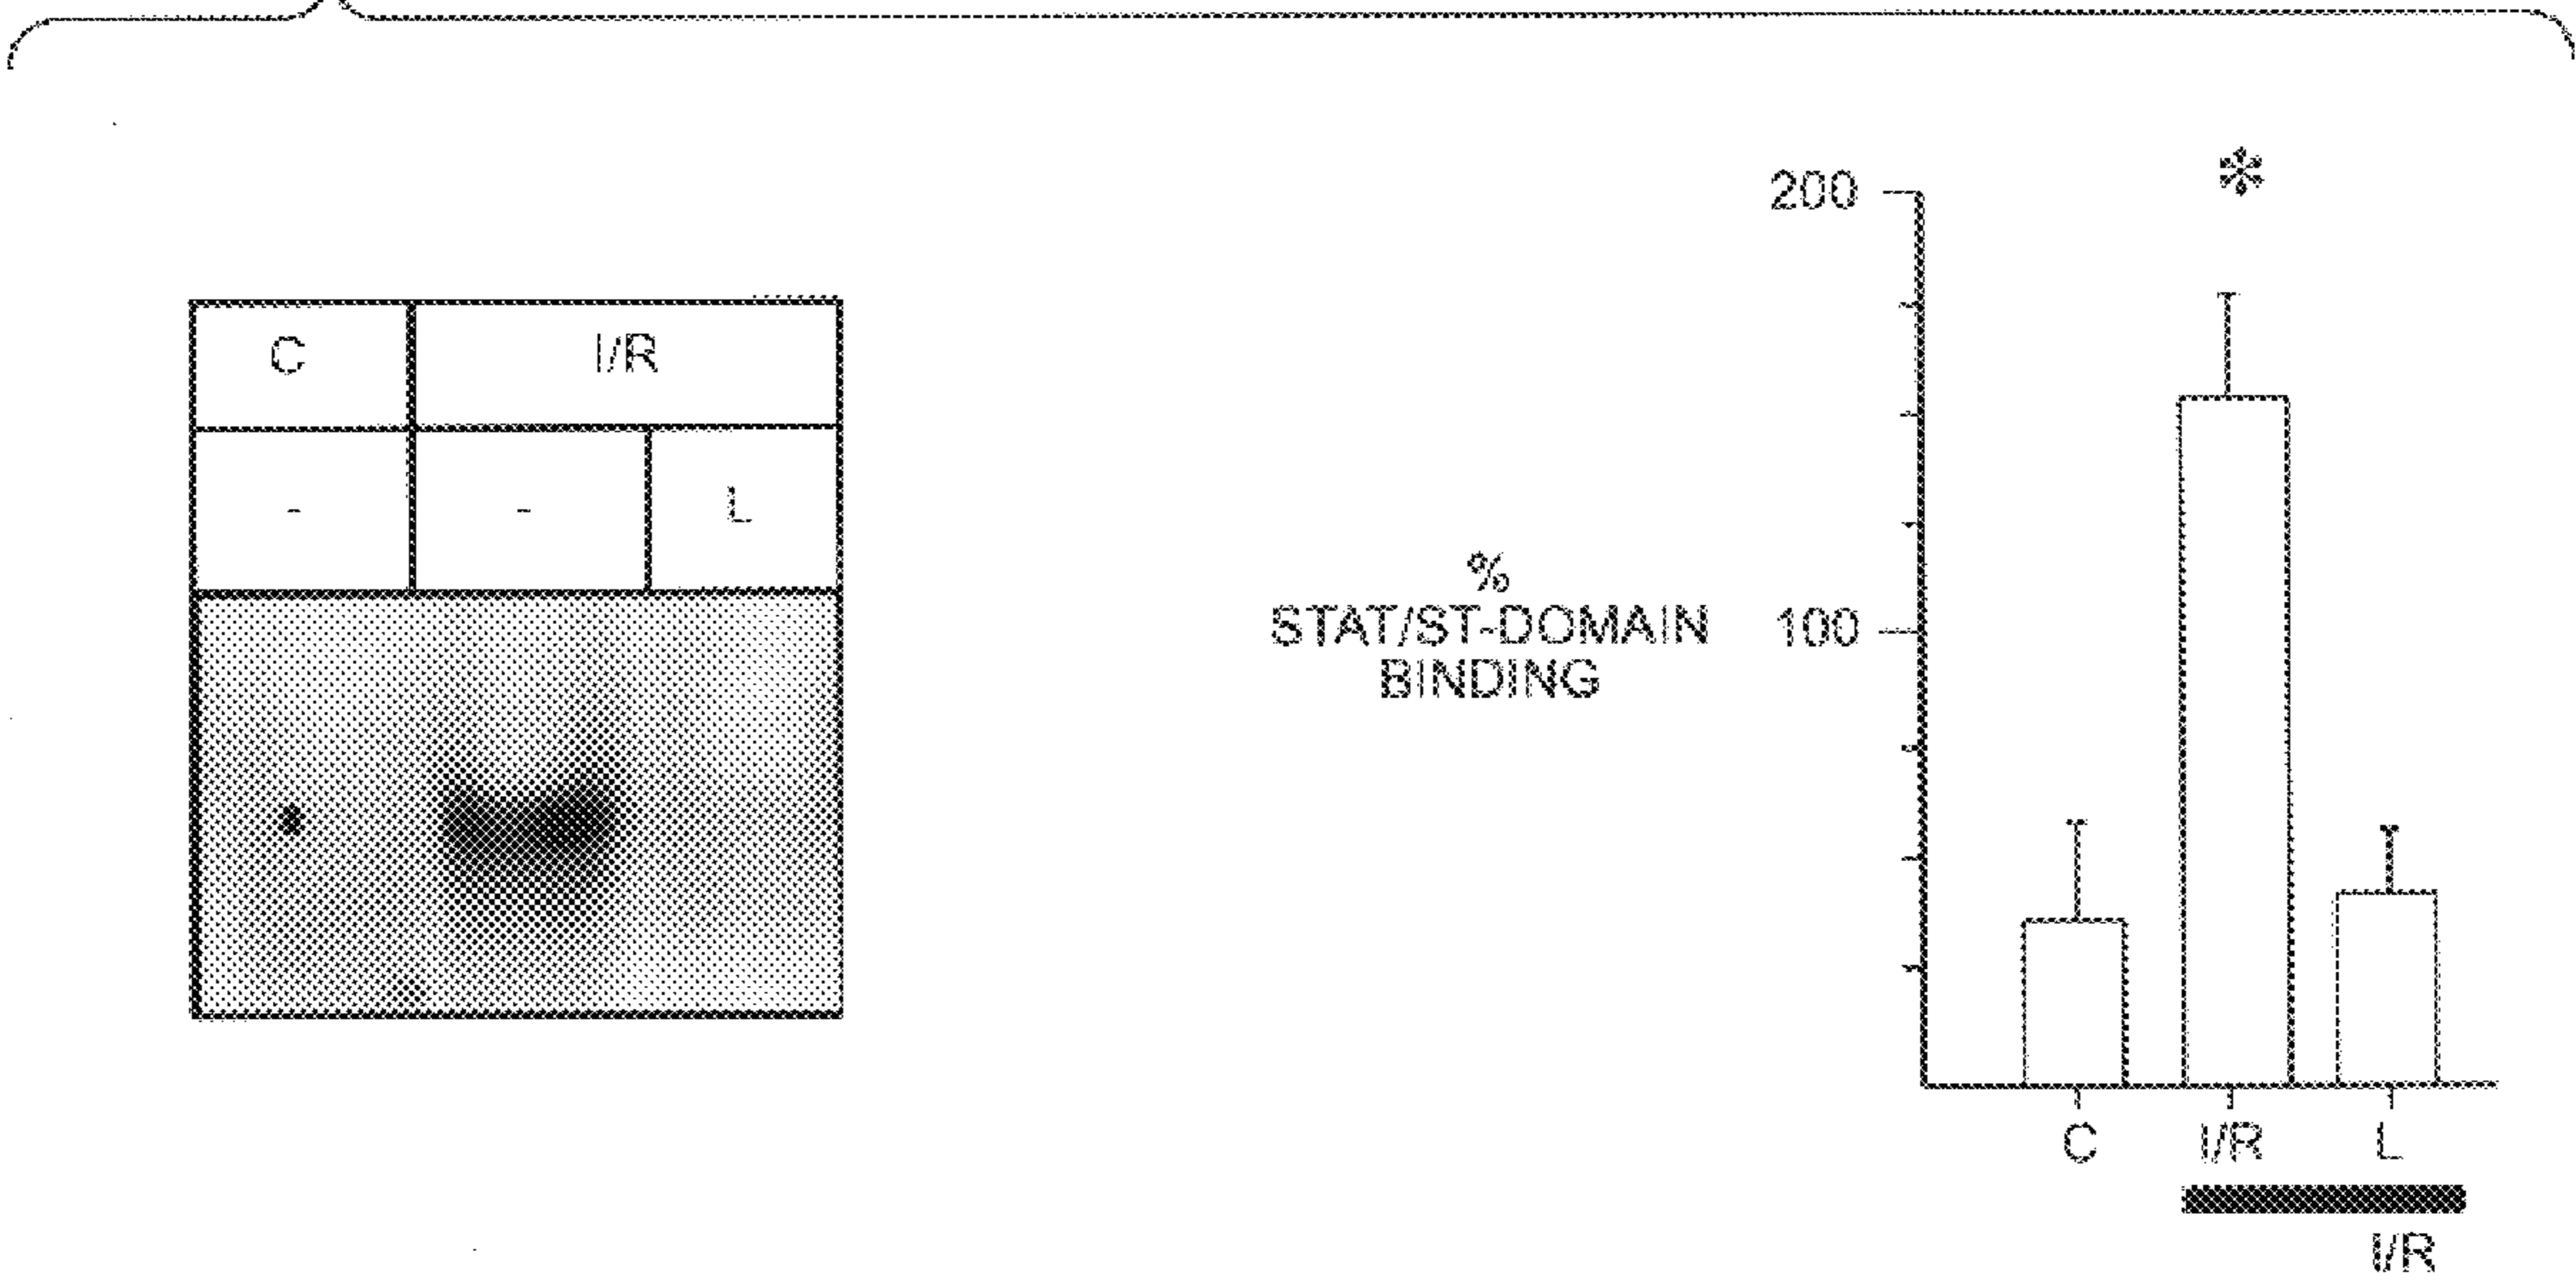 C I/R
- - L
%
STAT/ST-DOMAIN
BINDING
200
100
*
C I/R L
I/R